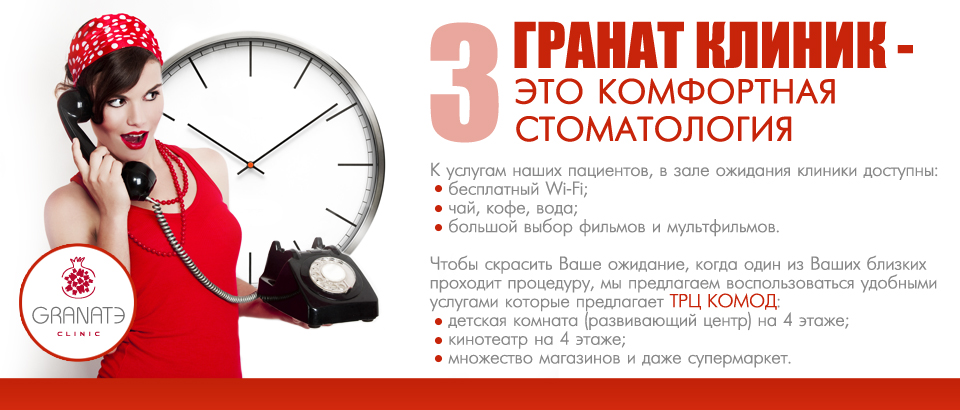 3
ГРАНАТ КЛИНИК -
ЭТО КОМФОРТНАЯ
СТОМАТОЛОГИЯ
К услугам наших пациентов, в зале ожидания клиники доступны:
• бесплатный Wi-Fi;
• чай, кофе, вода;
• большой выбор фильмов и мультфильмов.
Чтобы скрасить Ваше ожидание, когда один из Ваших близких
проходит процедуру, мы предлагаем воспользоваться удобными
услугами которые предлагает ТРЦ КОМОД:
• детская комната (развивающий центр) на 4 этаже;
• кинотеатр на 4 этаже;
• множество магазинов и даже супермаркет.
GRANATЭ
CLINIC